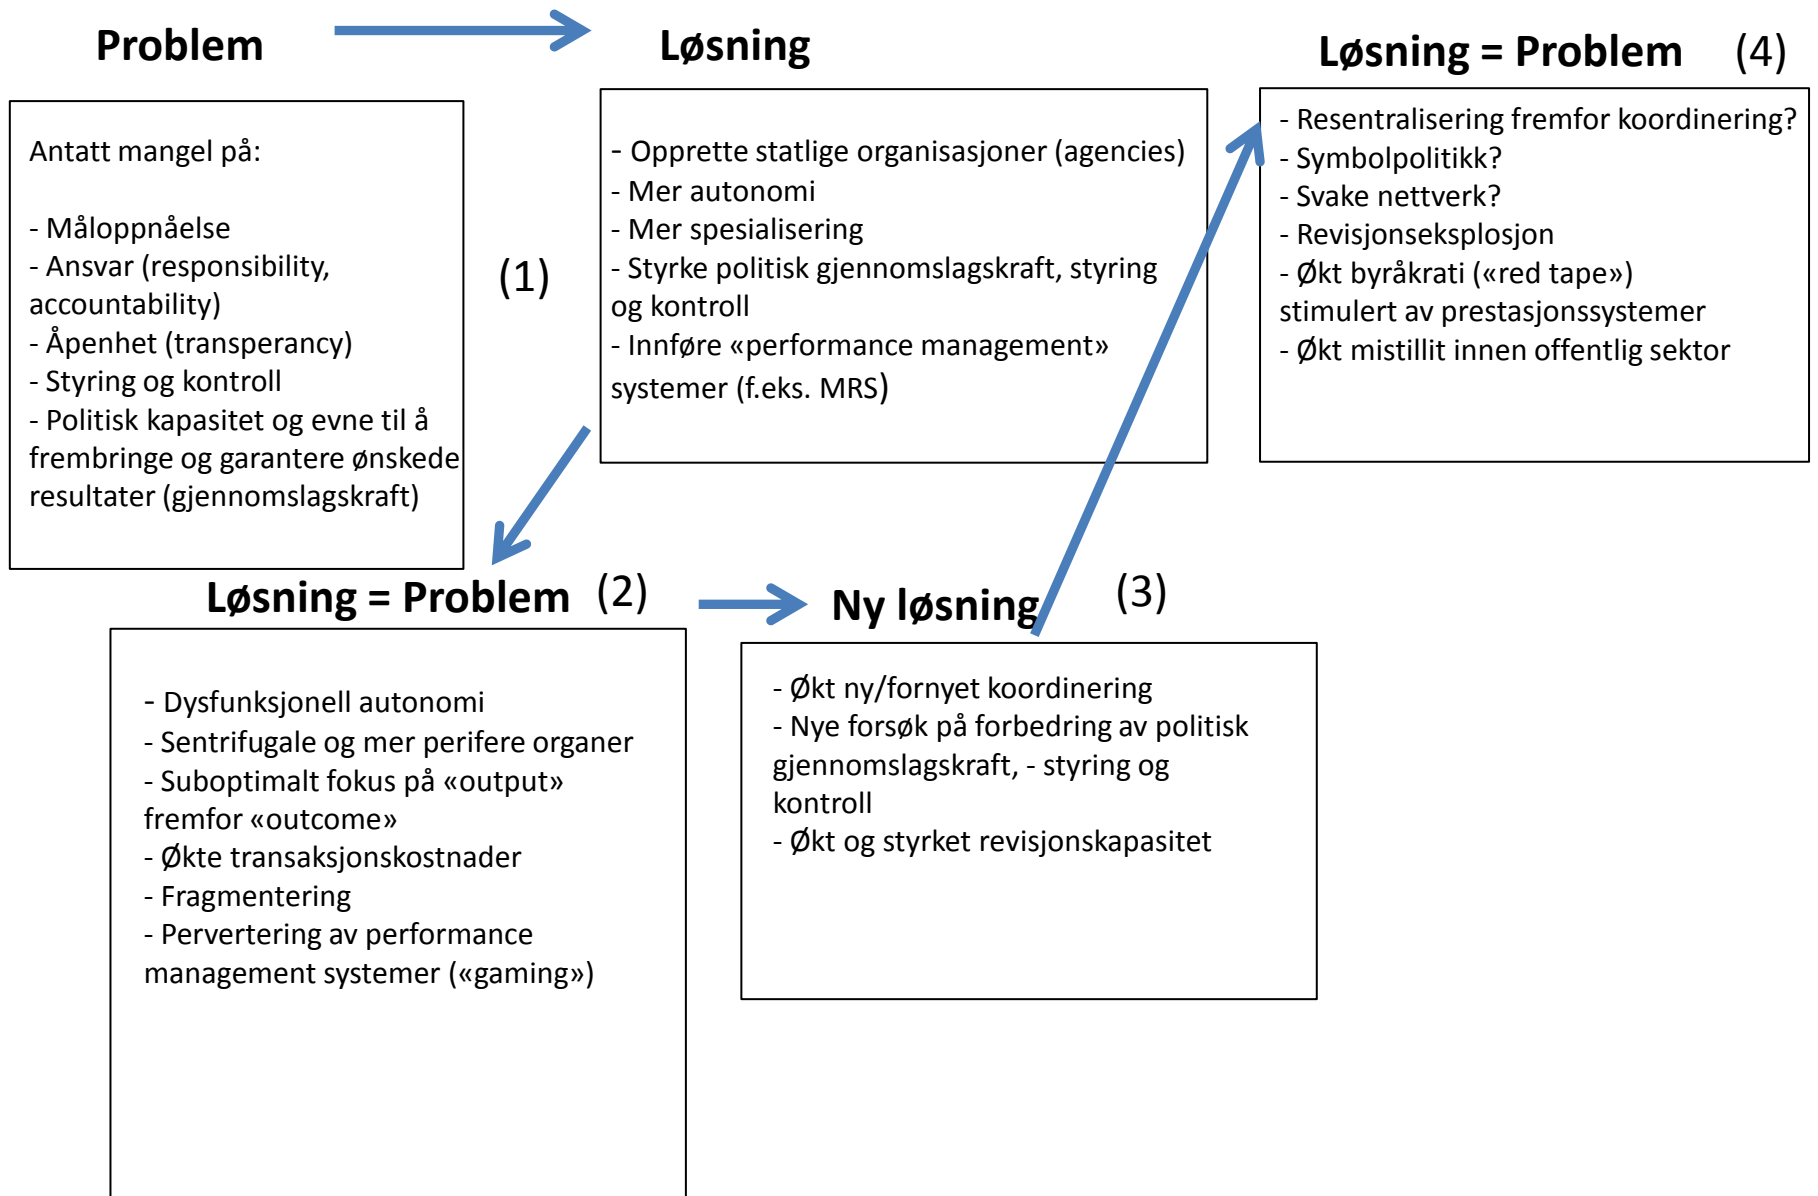 Problem
Antatt mangel på:
- Måloppnåelse
- Ansvar (responsibility,
accountability)
- Åpenhet (transperancy)
- Styring og kontroll
- Politisk kapasitet og evne til å
frembringe og garantere ønskede
resultater (gjennomslagskraft)
(1)
Løsning
- Opprette statlige organisasjoner (agencies)
- Mer autonomi
- Mer spesialisering
- Styrke politisk gjennomslagskraft, styring
og kontroll
- Innføre «performance management»
systemer (f.eks. MRS)
Løsning = Problem (2)
- Dysfunksjonell autonomi
- Sentrifugale og mer perifere organer
- Suboptimalt fokus på «output»
fremfor «outcome»
- Økte transaksjonskostnader
- Fragmentering
- Pervertering av performance
management systemer («gaming»)
Ny løsning (3)
- Økt ny/fornyet koordinering
- Nye forsøk på forbedring av politisk
gjennomslagskraft, - styring og
kontroll
- Økt og styrket revisjonskapasitet
Løsning = Problem (4)
- Resentralisering fremfor koordinering?
- Symbolpolitikk?
- Svake nettverk?
- Revisjonseksplosjon
- Økt byråkrati («red tape»)
stimulert av prestasjonssystemer
- Økt mistillit innen offentlig sektor